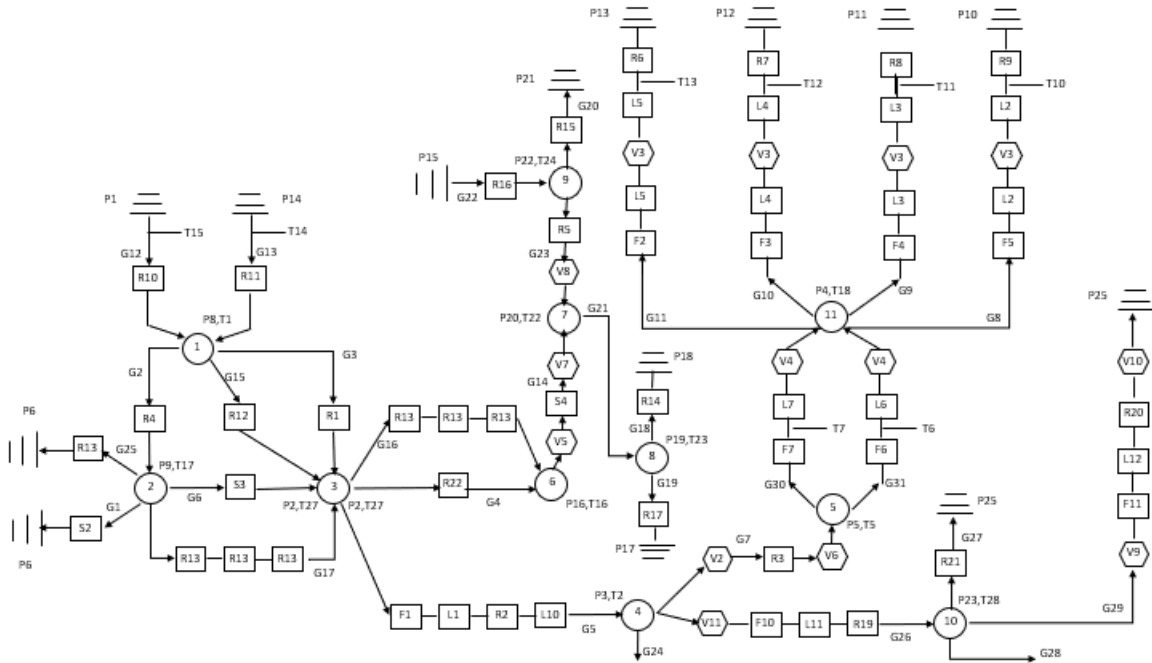 P13 P12 P11 P10
R6 R7 R8 R9
T13 T12 T11 T10
L5 L4 L3 L2
P21
G20
R15
V3 V3 V3 V3
P15 P22,T24
G22 R16 9
L5 L4 L3 L2
P1 P14
R5
T15 T14
F2 F3 F4 F5
G12 G13
G23
R10 R11
V8
G10 P4,T18 G9
P25
P8,T1
P20,T22 7 G21
G11 11 G8
1
G2 G15 G3
V7
P18
V4 V4 V10
G14
S4 R14 L7 L6
P6 R4 R12 R1
R13 R13 R13
R20
G18
T7 T6
G16
V5
P19,T23
R13 G25
F7 F6
8
L12
P9,T17
G19
2 G6 S3 3 R22 G4 6
G30 G31
G1 P2,T27 P2,T27 P16,T16
F11
S2
R17
5
P25
P5,T5
P6
P17
G7 G27
V9
R13 R13 R13 G17
V2 R3 V6
R21
P3,T2
P23,T28
F1 L1 R2 L10 G5 4
V11 F10 L11 R19 G26 10
G29
G24 G28